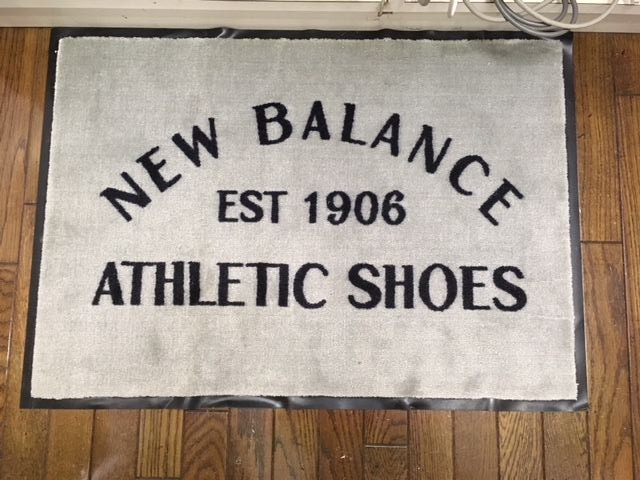 NEW BALANCE
EST 1906
ATHLETIC SHOES